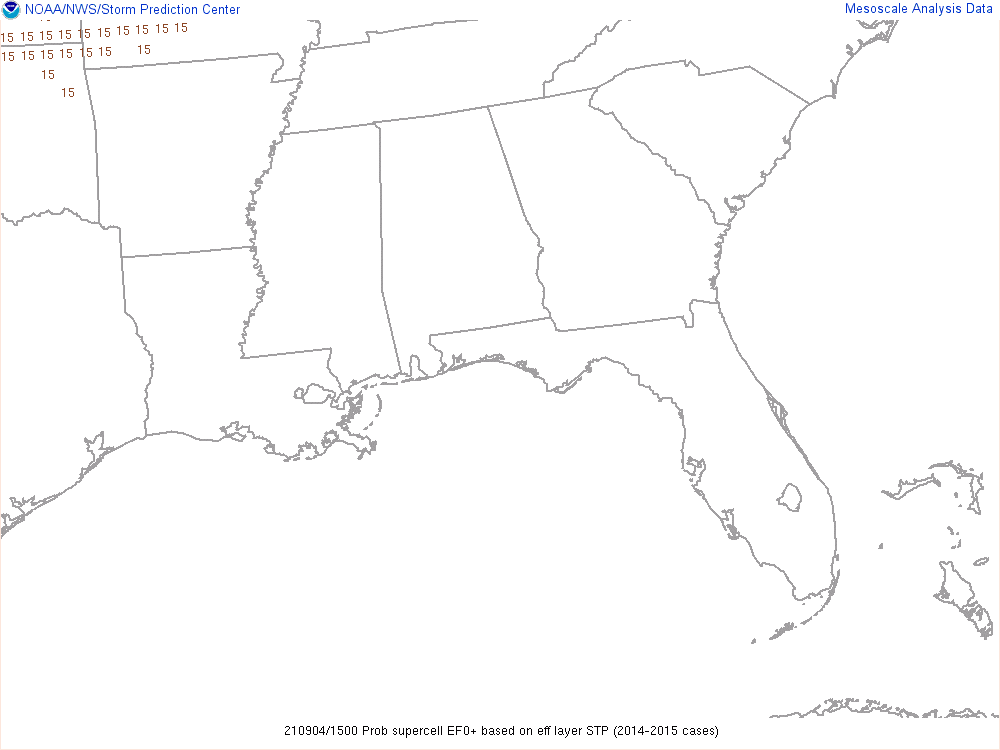 NOAA/NWS/Storm Prediction Center
Mesoscale Analysis Data
15 15 15 15 15 15 15 15 15 15
15 15 15 15 15 15 15
15
15
210904/1500 Prob supercell EF0+ based on eff layer STP (2014-2015 cases)